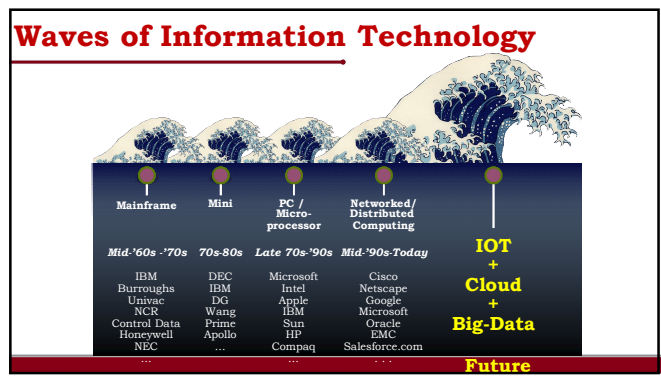 Waves of Information Technology
Mainframe
Mid-’60s -’70s
IBM
Burroughs
Univac
NCR
Control Data
Honeywell
NEC
...
Mini
70s-80s
DEC
IBM
DG
Wang
Prime
Apollo
...
PC /
Micro-
processor
Late 70s-’90s
Microsoft
Intel
Apple
IBM
Sun
HP
Compaq
...
Networked/
Distributed
Computing
Mid-’90s-Today
Cisco
Netscape
Google
Microsoft
Oracle
EMC
Salesforce.com
. . .
IOT
+
Cloud
+
Big-Data
Future